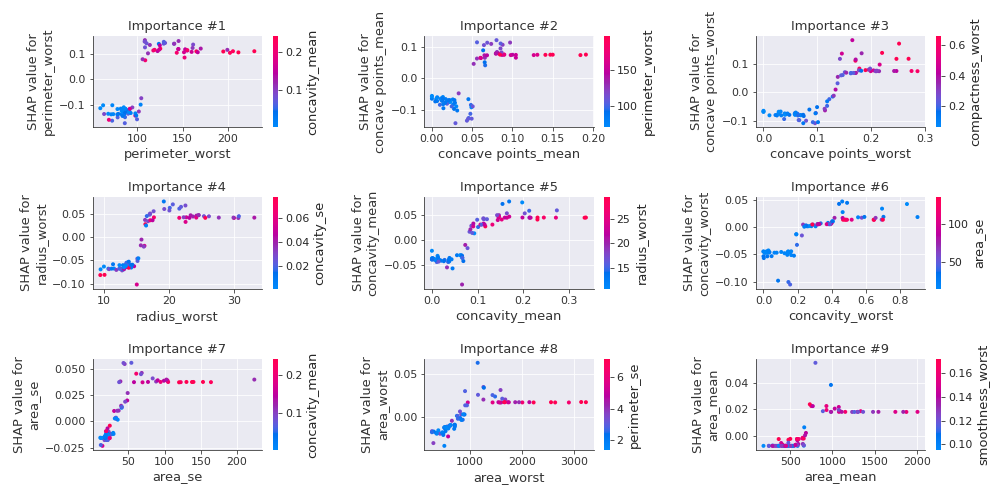 Importance #1
Importance #2
Importance #3
SHAP value for
perimeter_worst
0.1
0.0
−0.1
100
150
200
perimeter_worst
0.2
0.1
concavity_mean
SHAP value for
concave points_mean
0.1
0.0
−0.1
0.00
0.05
0.10
0.15
0.20
concave points_mean
150
100
perimeter_worst
SHAP value for
concave points_worst
0.1
0.0
−0.1
0.0
0.1
0.2
0.3
concave points_worst
0.6
0.4
0.2
compactness_worst
Importance #4
Importance #5
Importance #6
SHAP value for
radius_worst
0.05
0.00
−0.05
−0.10
10
20
30
radius_worst
0.06
0.04
0.02
concavity_se
SHAP value for
concavity_mean
0.05
0.00
−0.05
0.0
0.1
0.2
0.3
concavity_mean
25
20
15
radius_worst
SHAP value for
concavity_worst
0.05
0.00
−0.05
−0.10
0.0
0.2
0.4
0.6
0.8
concavity_worst
100
50
area_se
Importance #7
Importance #8
Importance #9
SHAP value for
area_se
0.050
0.025
0.000
−0.025
50
100
150
200
area_se
0.2
0.1
concavity_mean
SHAP value for
area_worst
0.05
0.00
1000
2000
3000
area_worst
6
4
2
perimeter_se
SHAP value for
area_mean
0.04
0.02
0.00
500
1000
1500
2000
area_mean
0.16
0.14
0.12
0.10
smoothness_worst